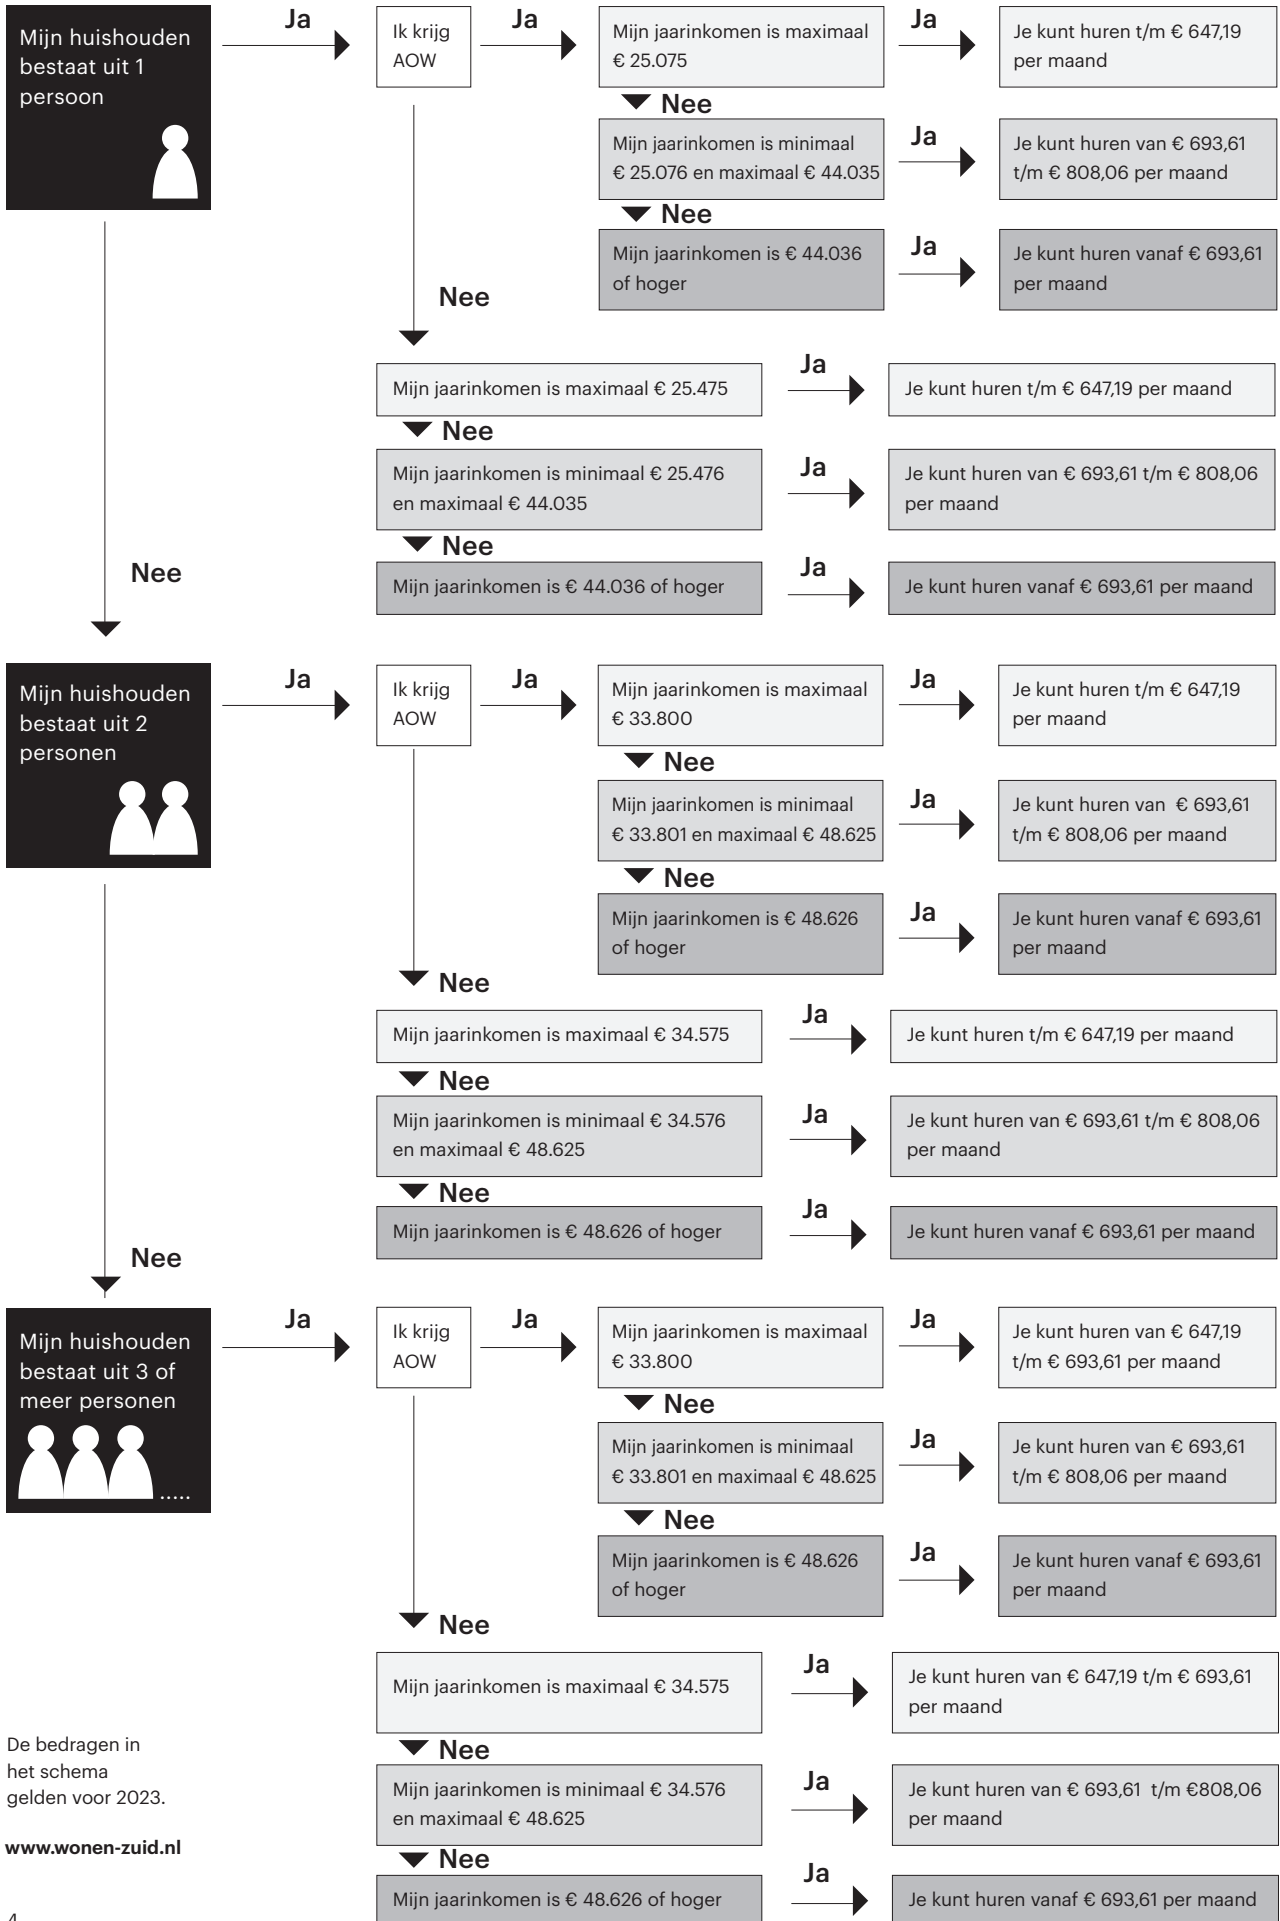 Mijn huishouden
bestaat uit 1
persoon
Ja
Ik krijg
AOW
Ja
Mijn jaarinkomen is maximaal
€ 25.075
Ja
Je kunt huren t/m € 647,19
per maand
Nee
Mijn jaarinkomen is minimaal
€ 25.076 en maximaal € 44.035
Ja
Je kunt huren van € 693,61
t/m € 808,06 per maand
Nee
Mijn jaarinkomen is € 44.036
of hoger
Ja
Je kunt huren vanaf € 693,61
per maand
Nee
Mijn jaarinkomen is maximaal € 25.475
Ja
Je kunt huren t/m € 647,19 per maand
Nee
Mijn jaarinkomen is minimaal € 25.476
en maximaal € 44.035
Ja
Je kunt huren van € 693,61 t/m € 808,06
per maand
Nee
Mijn jaarinkomen is € 44.036 of hoger
Ja
Je kunt huren vanaf € 693,61 per maand
Nee
Mijn huishouden
bestaat uit 2
personen
Ja
Ik krijg
AOW
Ja
Mijn jaarinkomen is maximaal
€ 33.800
Ja
Je kunt huren t/m € 647,19
per maand
Nee
Mijn jaarinkomen is minimaal
€ 33.801 en maximaal € 48.625
Ja
Je kunt huren van € 693,61
t/m € 808,06 per maand
Nee
Mijn jaarinkomen is € 48.626
of hoger
Ja
Je kunt huren vanaf € 693,61
per maand
Nee
Mijn jaarinkomen is maximaal € 34.575
Ja
Je kunt huren t/m € 647,19 per maand
Nee
Mijn jaarinkomen is minimaal € 34.576
en maximaal € 48.625
Ja
Je kunt huren van € 693,61 t/m € 808,06
per maand
Nee
Mijn jaarinkomen is € 48.626 of hoger
Ja
Je kunt huren vanaf € 693,61 per maand
Nee
Mijn huishouden
bestaat uit 3 of
meer personen
.....
Ja
Ik krijg
AOW
Ja
Mijn jaarinkomen is maximaal
€ 33.800
Ja
Je kunt huren van € 647,19
t/m € 693,61 per maand
Nee
Mijn jaarinkomen is minimaal
€ 33.801 en maximaal € 48.625
Ja
Je kunt huren van € 693,61
t/m € 808,06 per maand
Nee
Mijn jaarinkomen is € 48.626
of hoger
Ja
Je kunt huren vanaf € 693,61
per maand
Nee
Mijn jaarinkomen is maximaal € 34.575
Ja
Je kunt huren van € 647,19 t/m € 693,61
per maand
Nee
Mijn jaarinkomen is minimaal € 34.576
en maximaal € 48.625
Ja
Je kunt huren van € 693,61 t/m €808,06
per maand
Nee
Mijn jaarinkomen is € 48.626 of hoger
Ja
Je kunt huren vanaf € 693,61 per maand
De bedragen in
het schema
gelden voor 2023.
www.wonen-zuid.nl
4